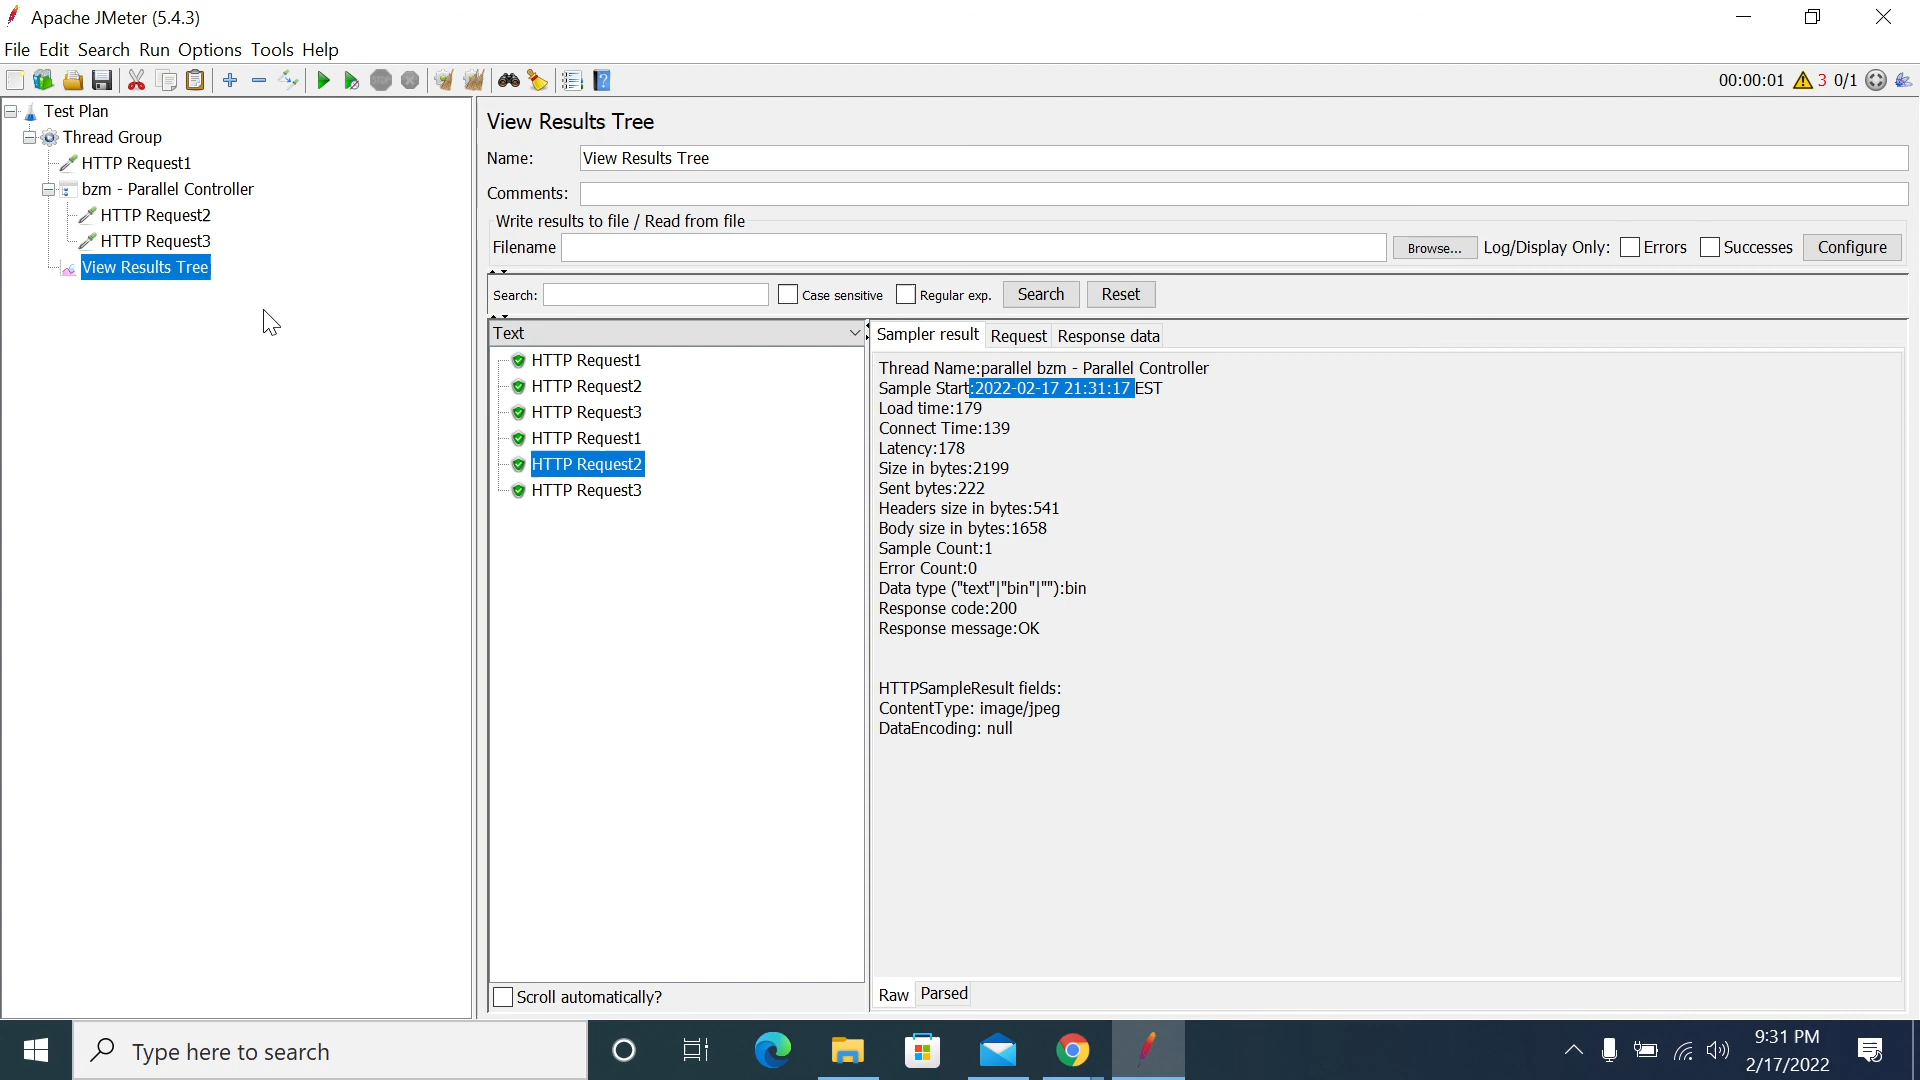 Apache JMeter (5.4.3)
File Edit Search Run Options Tools Help
00:00:01 3 0/1
Test Plan
Thread Group
HTTP Request1
bzm - Parallel Controller
HTTP Request2
HTTP Request3
View Results Tree
View Results Tree
Name: View Results Tree
Comments:
Write results to file / Read from file
Filename Browse... Log/Display Only: Errors Successes Configure
Search: Case sensitive Regular exp. Search Reset
Text
HTTP Request1
HTTP Request2
HTTP Request3
HTTP Request1
HTTP Request2
HTTP Request3
Scroll automatically?
Sampler result Request Response data
Thread Name:parallel bzm - Parallel Controller
Sample Start:2022-02-17 21:31:17 EST
Load time:179
Connect Time:139
Latency:178
Size in bytes:2199
Sent bytes:222
Headers size in bytes:541
Body size in bytes:1658
Sample Count:1
Error Count:0
Data type ("text"|"bin"|""):bin
Response code:200
Response message:OK
HTTPSampleResult fields:
ContentType: image/jpeg
DataEncoding: null
Raw Parsed
Type here to search
9:31 PM
2/17/2022